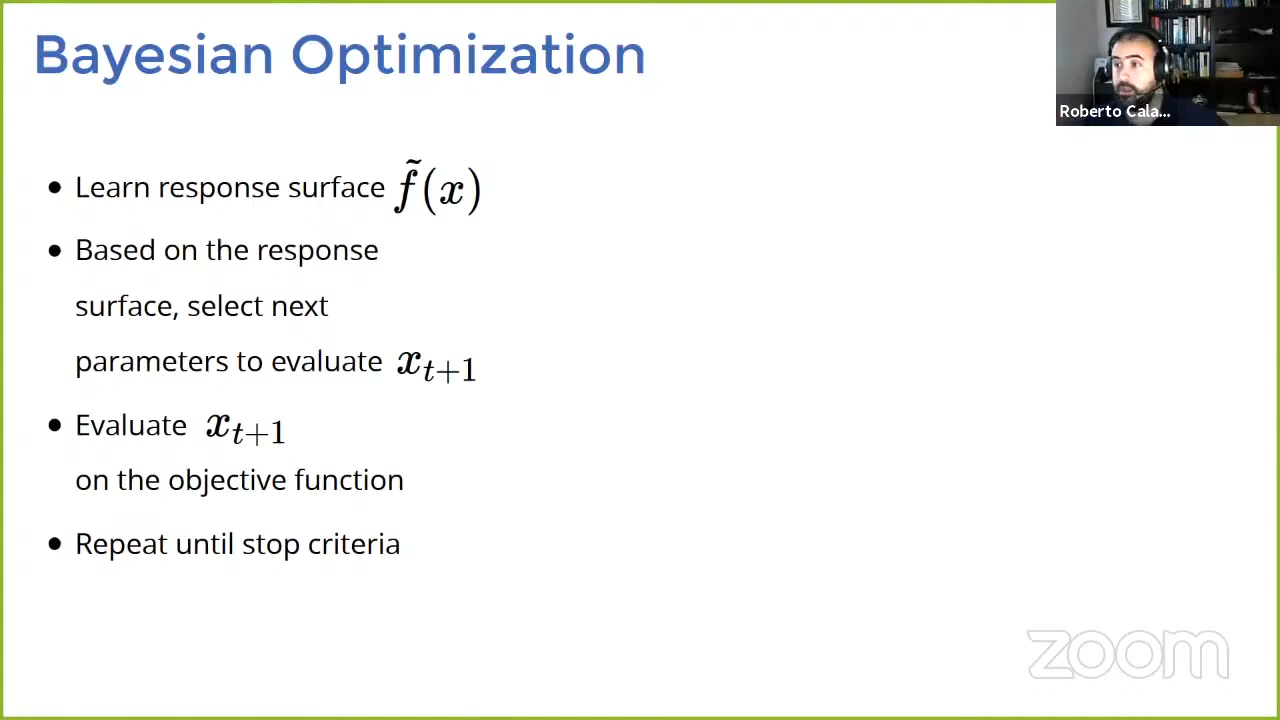 Bayesian Optimization
Roberto Cala...
• Learn response surface f̃(x)
• Based on the response
surface, select next
parameters to evaluate x_{t+1}
• Evaluate x_{t+1}
on the objective function
• Repeat until stop criteria
zoom